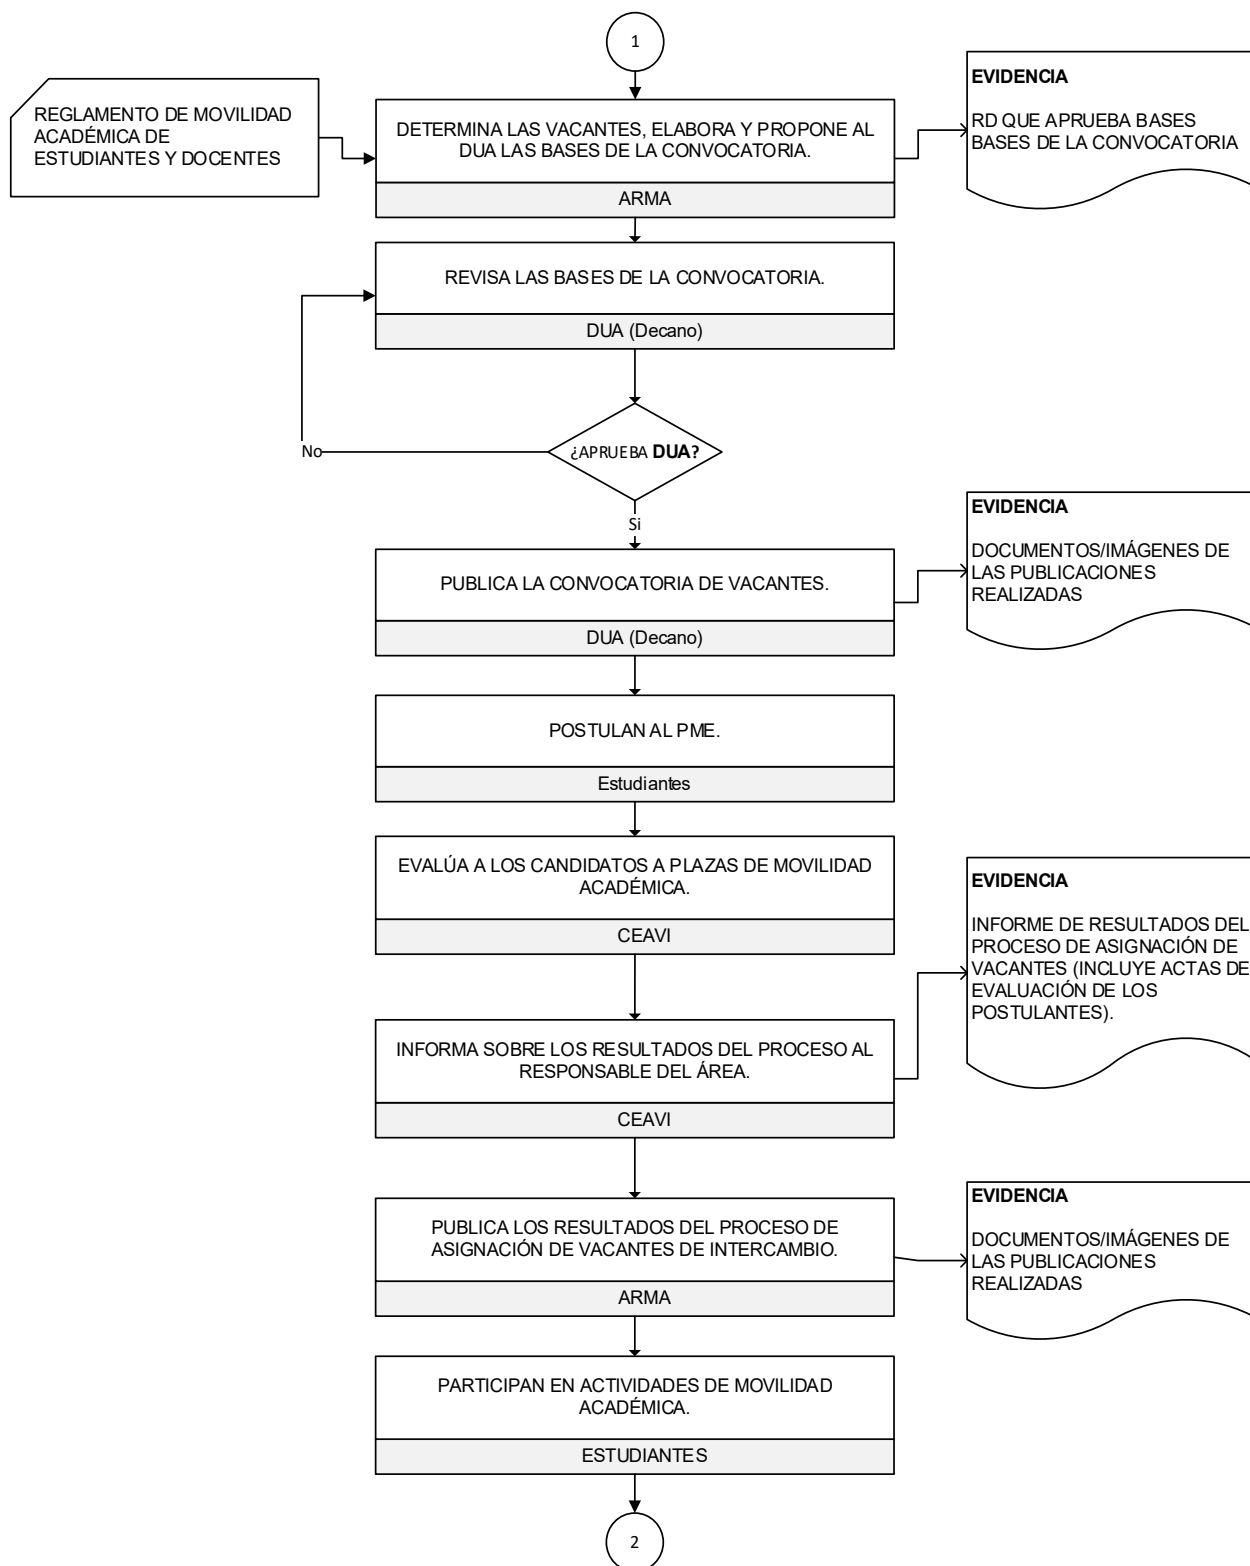 1
REGLAMENTO DE MOVILIDAD
ACADÉMICA DE
ESTUDIANTES Y DOCENTES
DETERMINA LAS VACANTES, ELABORA Y PROPONE AL
DUA LAS BASES DE LA CONVOCATORIA.
ARMA
EVIDENCIA
RD QUE APRUEBA BASES
BASES DE LA CONVOCATORIA
REVISA LAS BASES DE LA CONVOCATORIA.
DUA (Decano)
No
¿APRUEBA DUA?
Si
PUBLICA LA CONVOCATORIA DE VACANTES.
DUA (Decano)
EVIDENCIA
DOCUMENTOS/IMÁGENES DE
LAS PUBLICACIONES
REALIZADAS
POSTULAN AL PME.
Estudiantes
EVALÚA A LOS CANDIDATOS A PLAZAS DE MOVILIDAD
ACADÉMICA.
CEAVI
EVIDENCIA
INFORME DE RESULTADOS DEL
PROCESO DE ASIGNACIÓN DE
VACANTES (INCLUYE ACTAS DE
EVALUACIÓN DE LOS
POSTULANTES).
INFORMA SOBRE LOS RESULTADOS DEL PROCESO AL
RESPONSABLE DEL ÁREA.
CEAVI
PUBLICA LOS RESULTADOS DEL PROCESO DE
ASIGNACIÓN DE VACANTES DE INTERCAMBIO.
ARMA
EVIDENCIA
DOCUMENTOS/IMÁGENES DE
LAS PUBLICACIONES
REALIZADAS
PARTICIPAN EN ACTIVIDADES DE MOVILIDAD
ACADÉMICA.
ESTUDIANTES
2